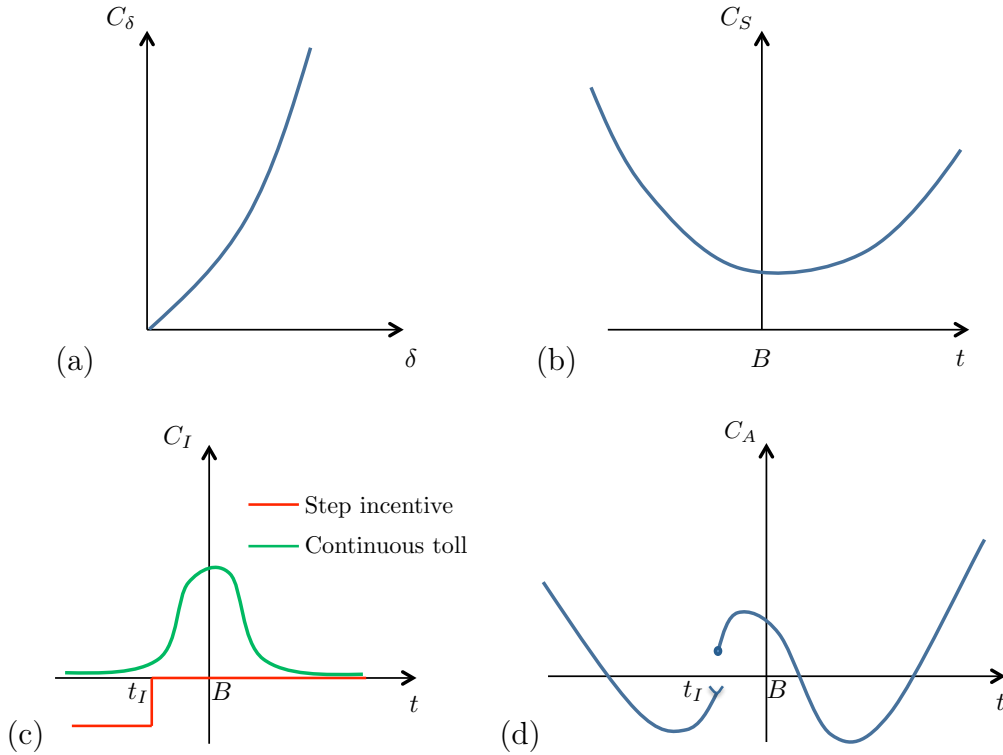 C_δ
δ
(a)
C_S
B
t
(b)
C_I
Step incentive
Continuous toll
t_I
B
t
(c)
C_A
t_I
B
t
(d)